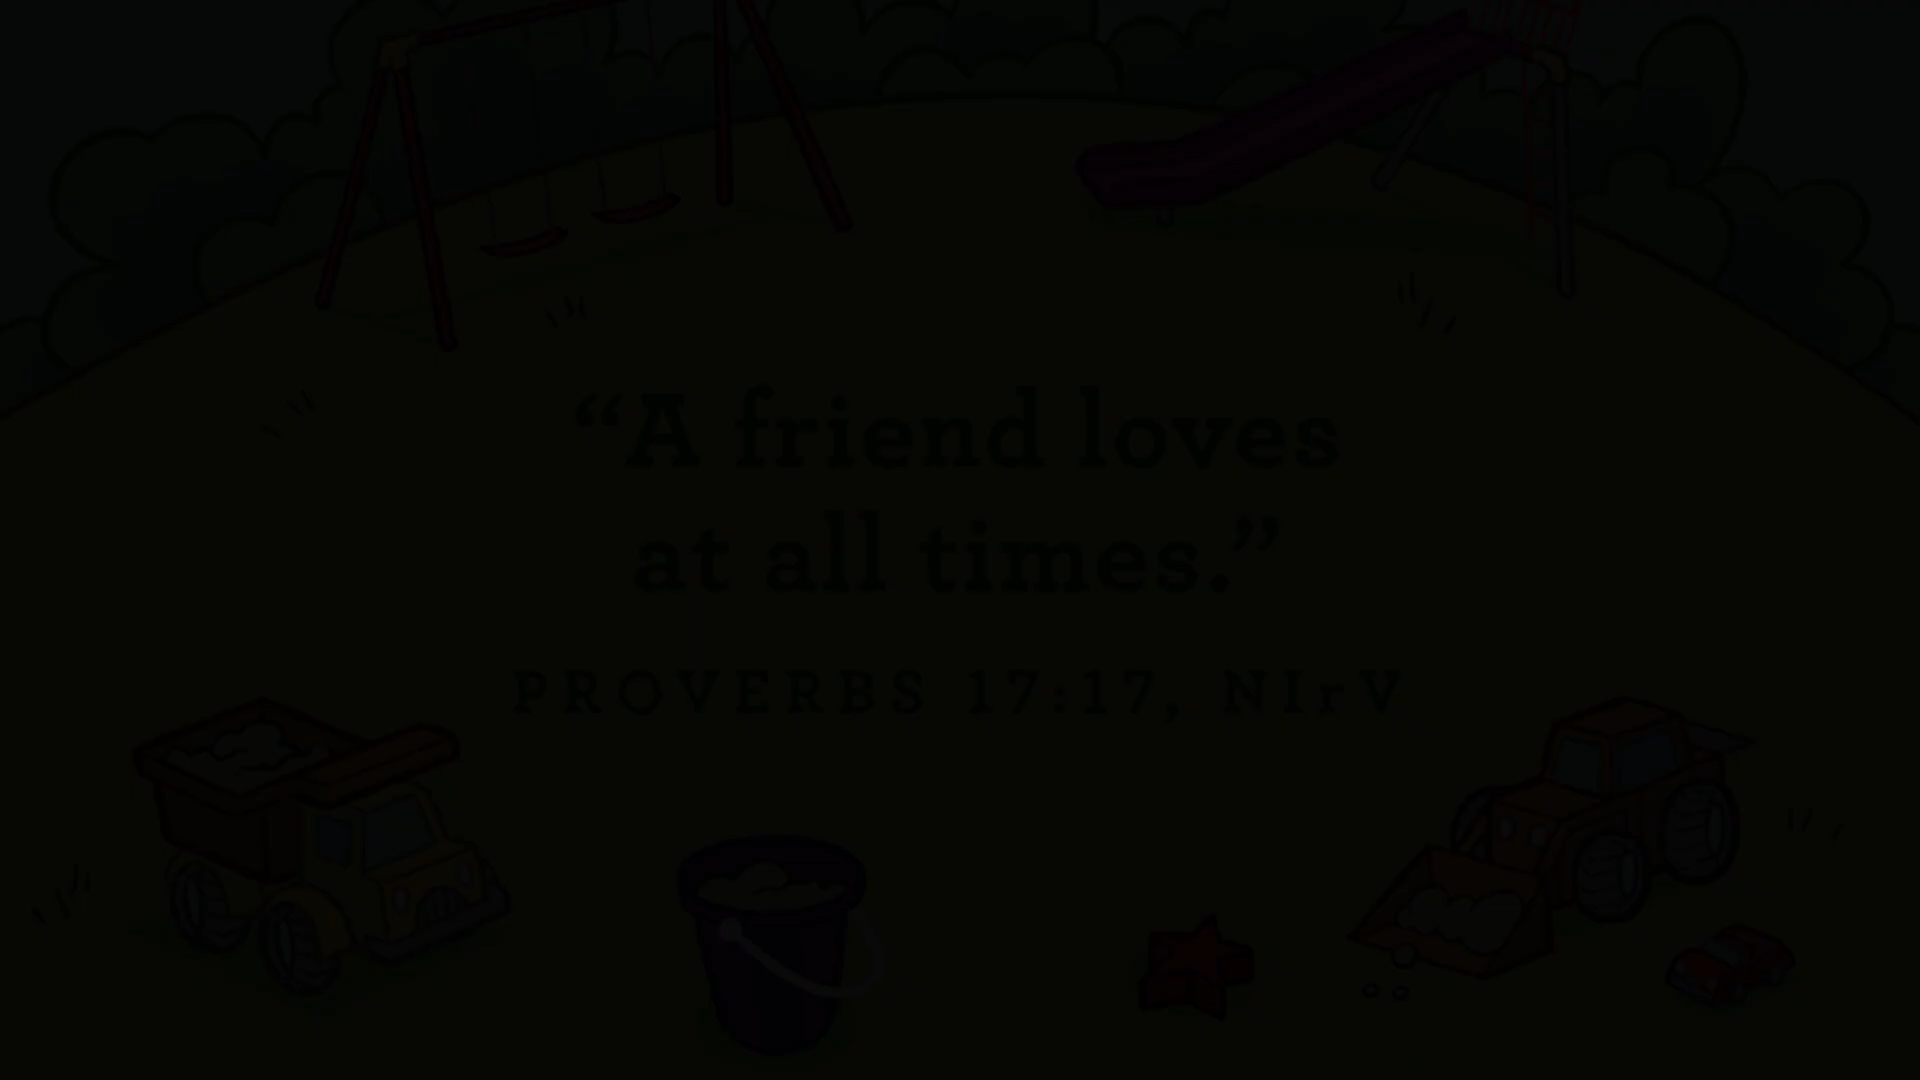 “A friend loves
at all times.”
PROVERBS 17:17, NIrV